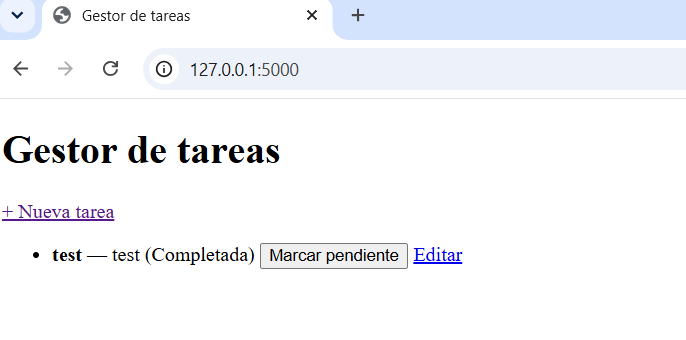 Gestor de tareas
127.0.0.1:5000
Gestor de tareas
+ Nueva tarea
test — test (Completada) Marcar pendiente Editar